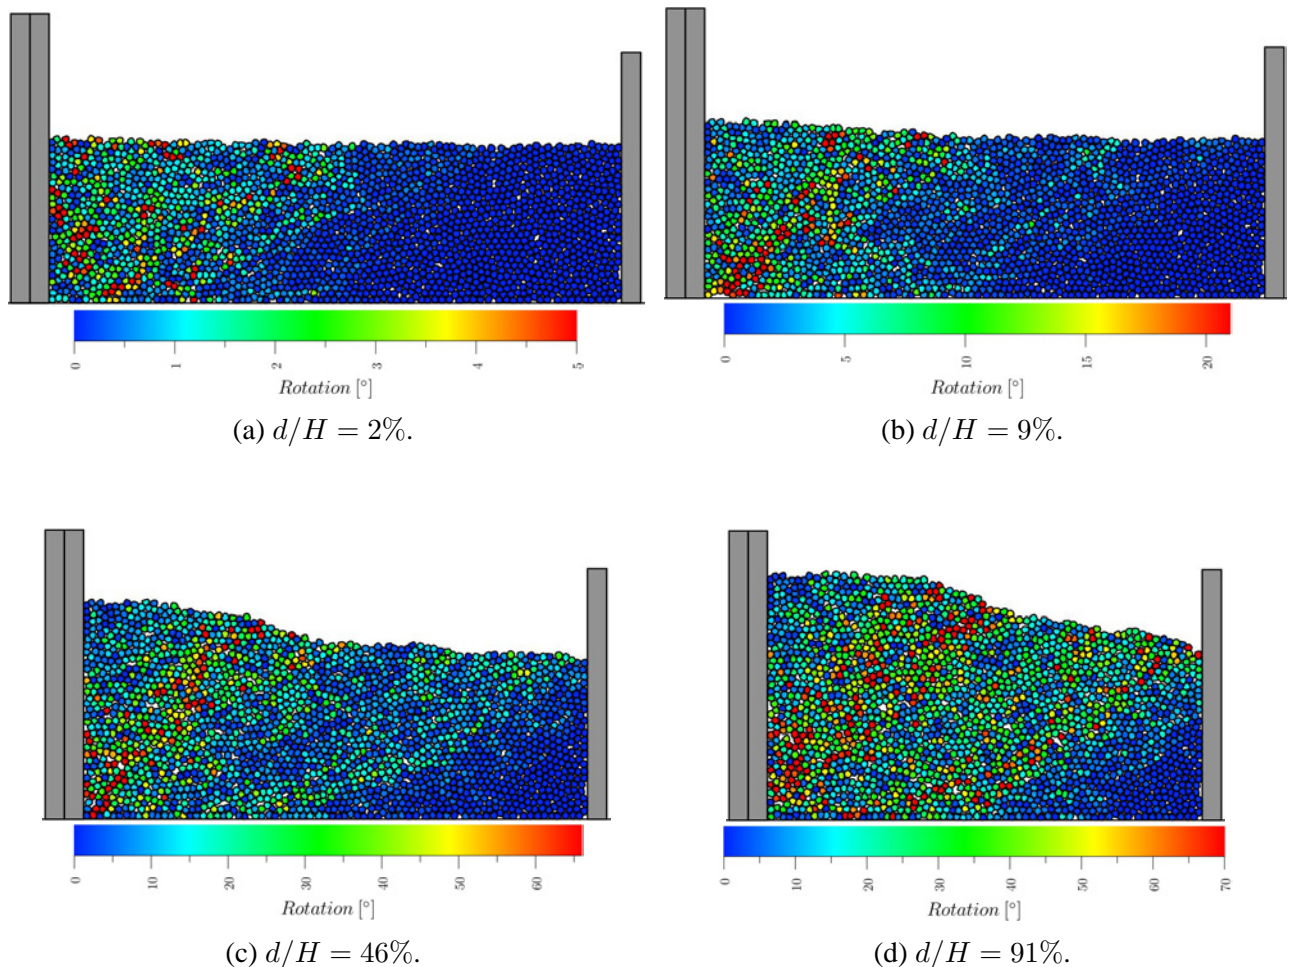 0 1 2 3 4 5
Rotation [°]
(a) d/H = 2%.
0 5 10 15 20
Rotation [°]
(b) d/H = 9%.
0 10 20 30 40 50 60
Rotation [°]
(c) d/H = 46%.
0 10 20 30 40 50 60 70
Rotation [°]
(d) d/H = 91%.